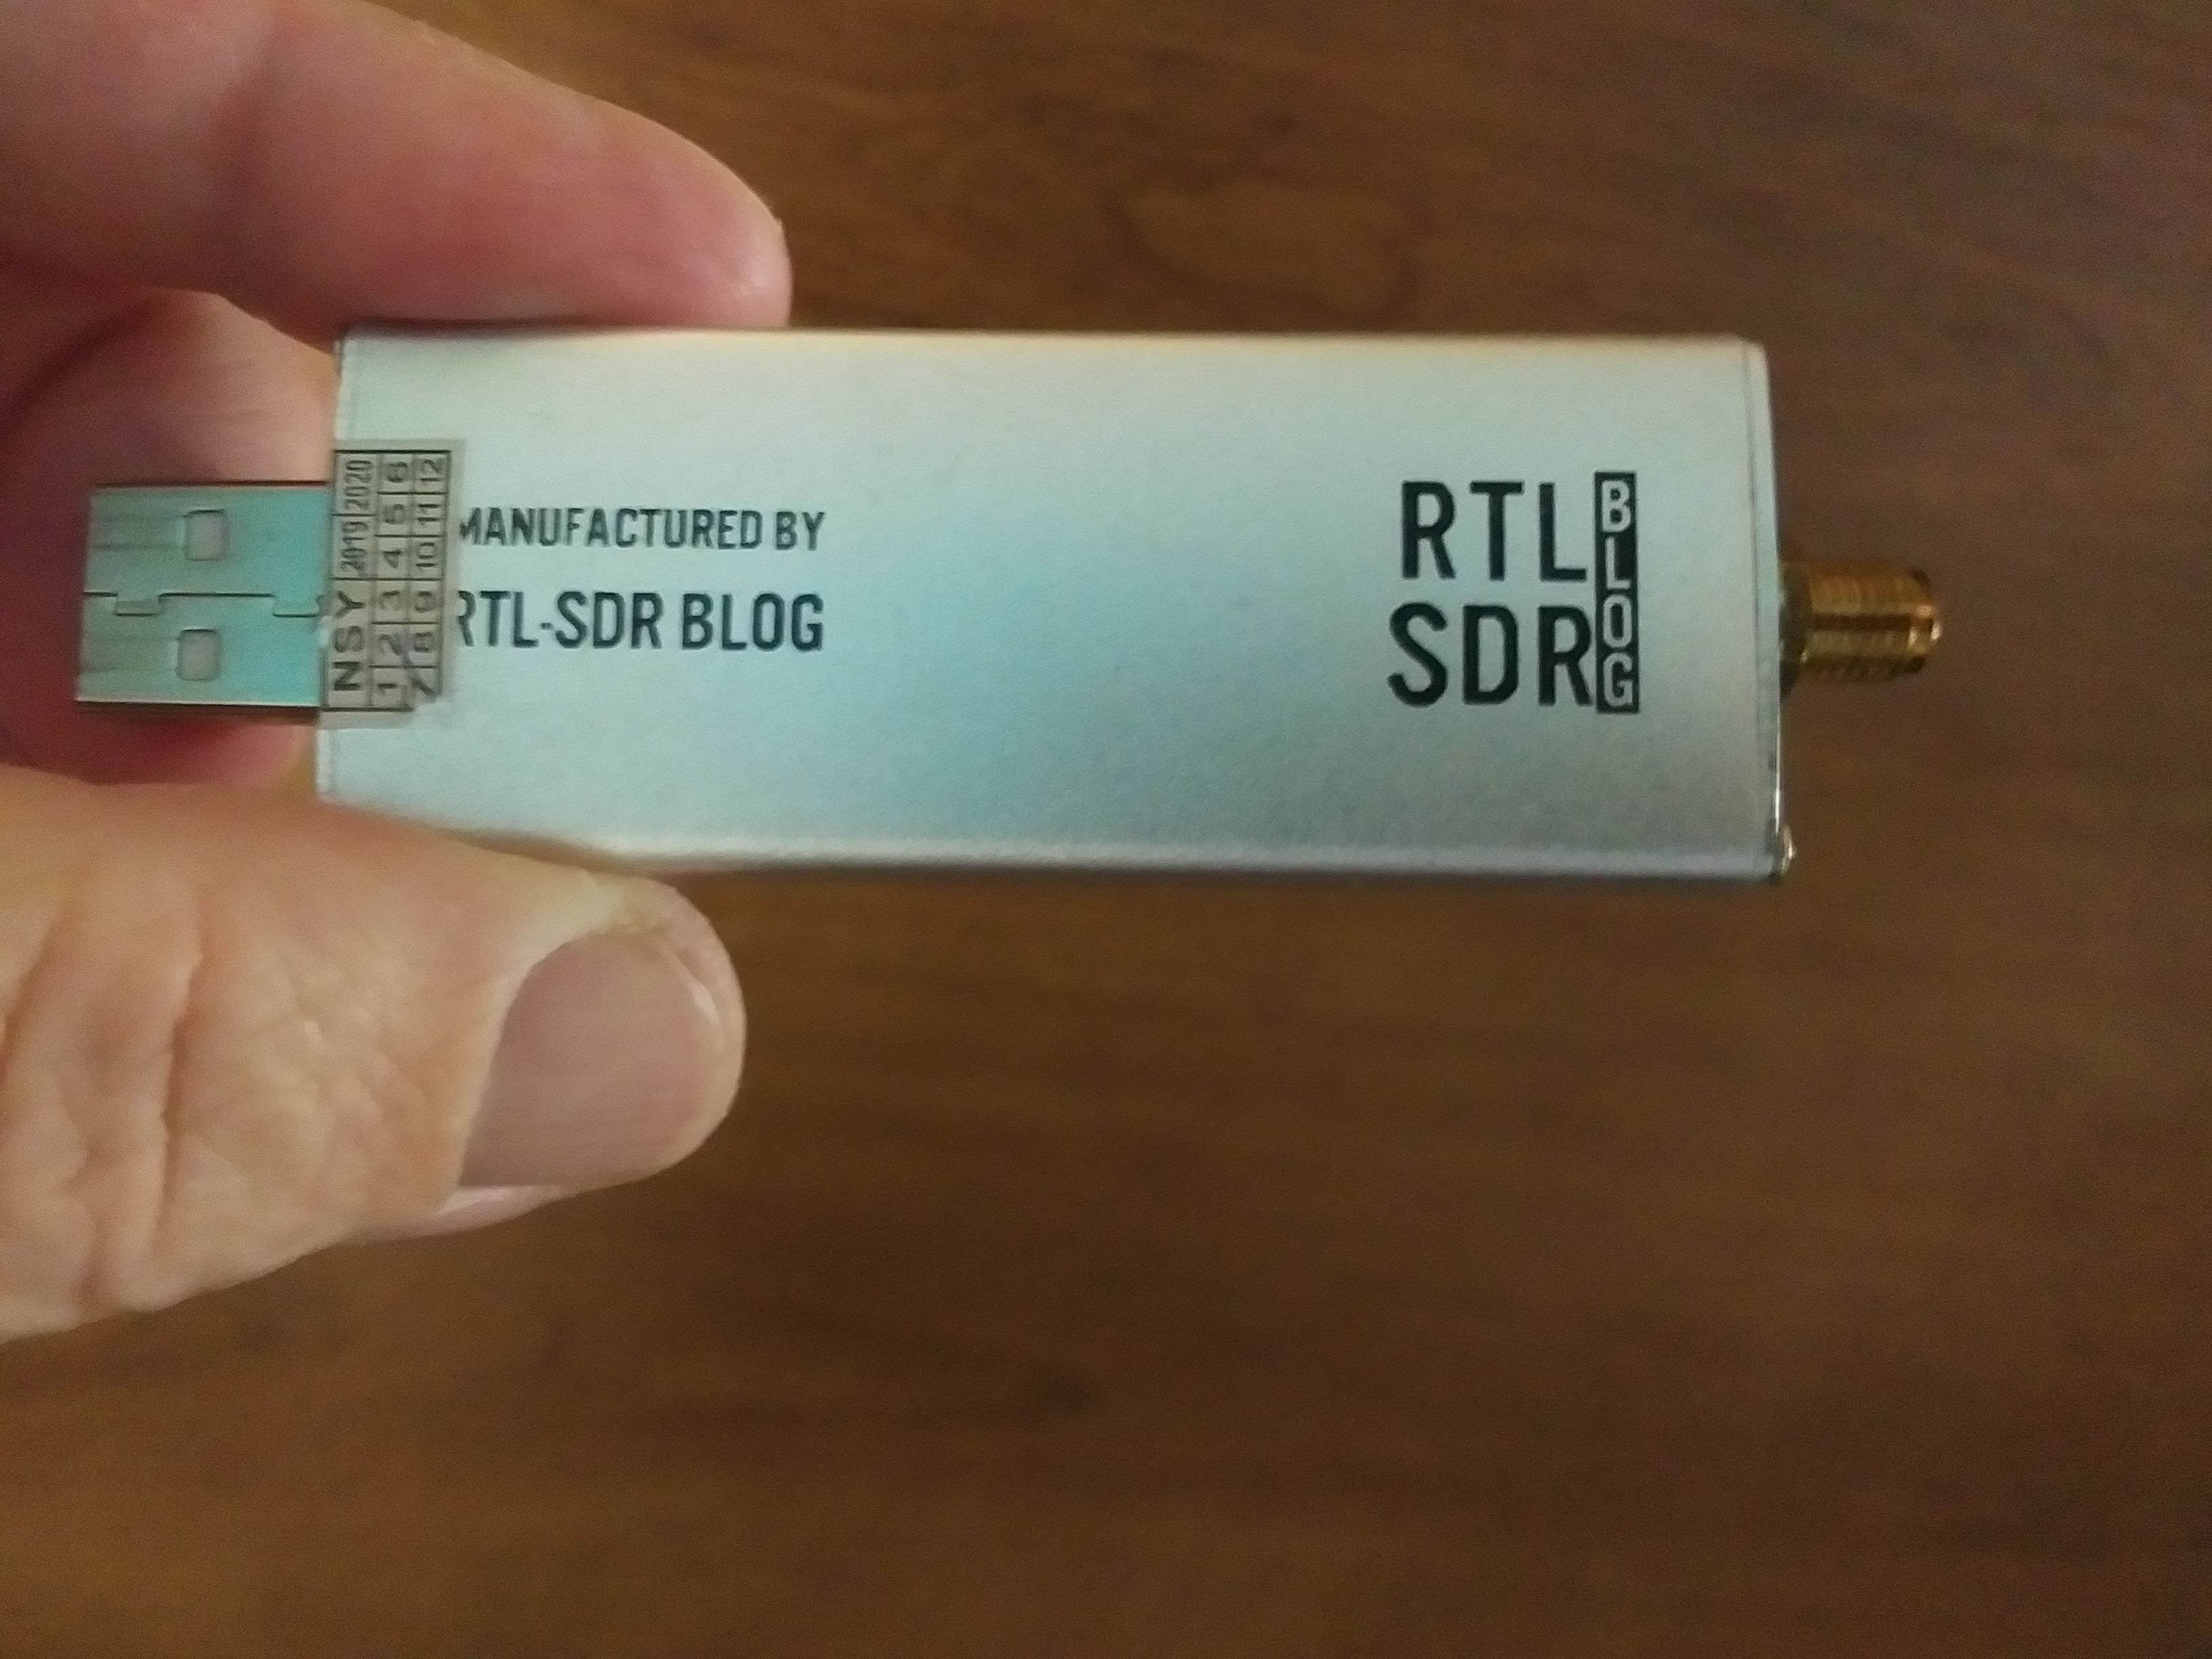 MANUFACTURED BY
RTL-SDR BLOG
RTL BLOG
SDR
NSY 2019 2020
1 2 3 4 5 6
7 8 9 10 11 12